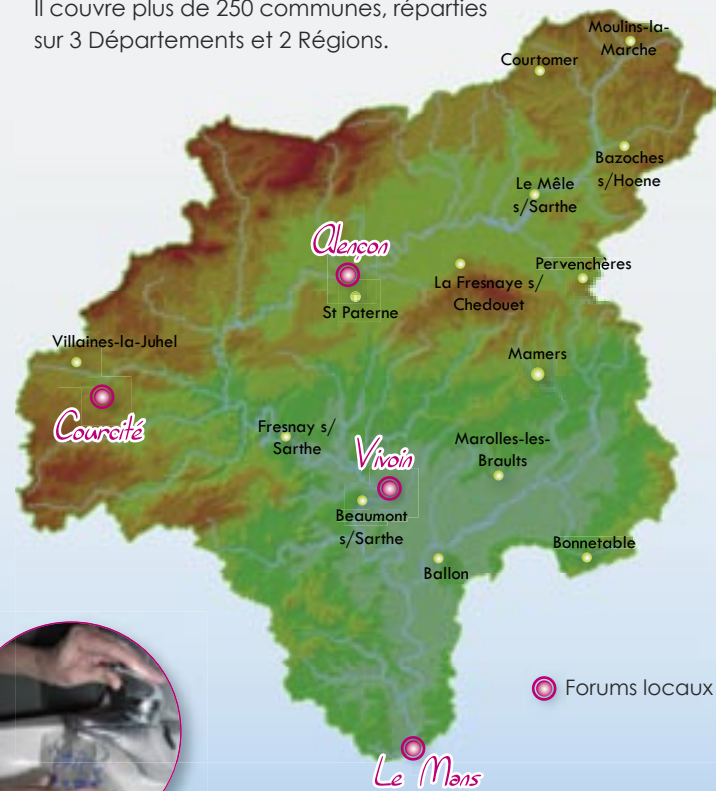 Il couvre plus de 250 communes, réparties
sur 3 Départements et 2 Régions.
Moulins-la-
Marche
Courtomer
Bazoches
s/Hoene
Le Mêle
s/Sarthe
Alençon
Pervenchères
La Fresnaye s/
Chedouet
St Paterne
Villaines-la-Juhel
Mamers
Courcité
Fresnay s/
Sarthe
Vivoin
Marolles-les-
Braults
Beaumont
s/Sarthe
Bonnetable
Ballon
Forums locaux
Le Mans